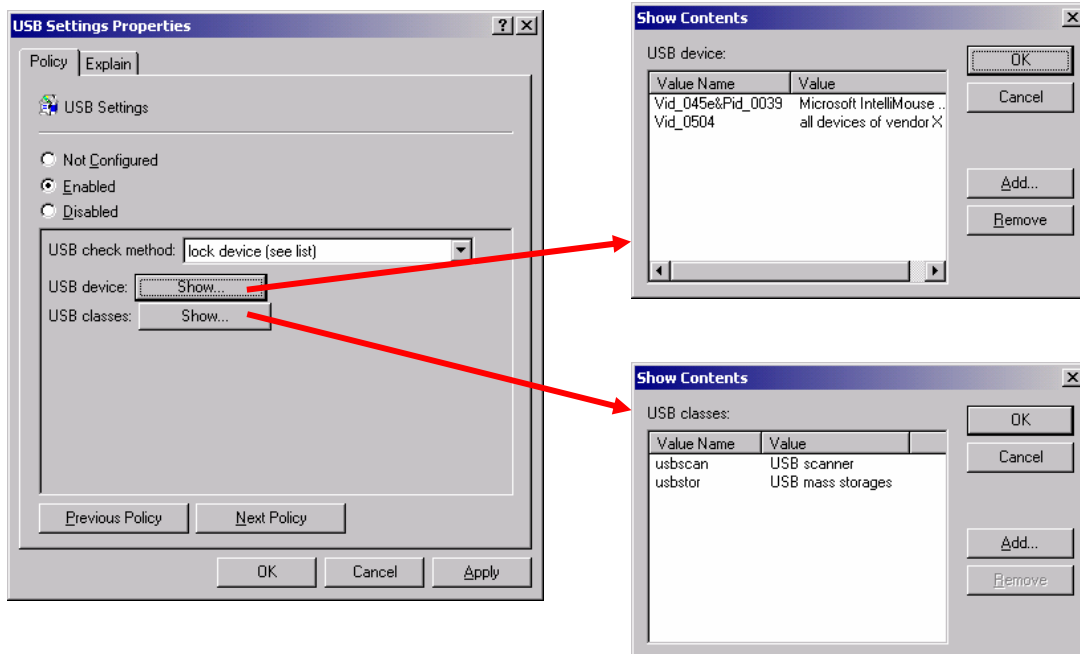 USB Settings Properties
Policy
Explain
USB Settings
Not Configured
Enabled
Disabled
USB check method: lock device (see list)
USB device: Show...
USB classes: Show...
Previous Policy
Next Policy
OK
Cancel
Apply
Show Contents
USB device:
OK
Cancel
Value Name Value
Vid_045e&Pid_0039 Microsoft IntelliMouse ..
Vid_0504 all devices of vendor X
Add...
Remove
Show Contents
USB classes:
OK
Cancel
Value Name Value
usbscan USB scanner
usbstor USB mass storages
Add...
Remove